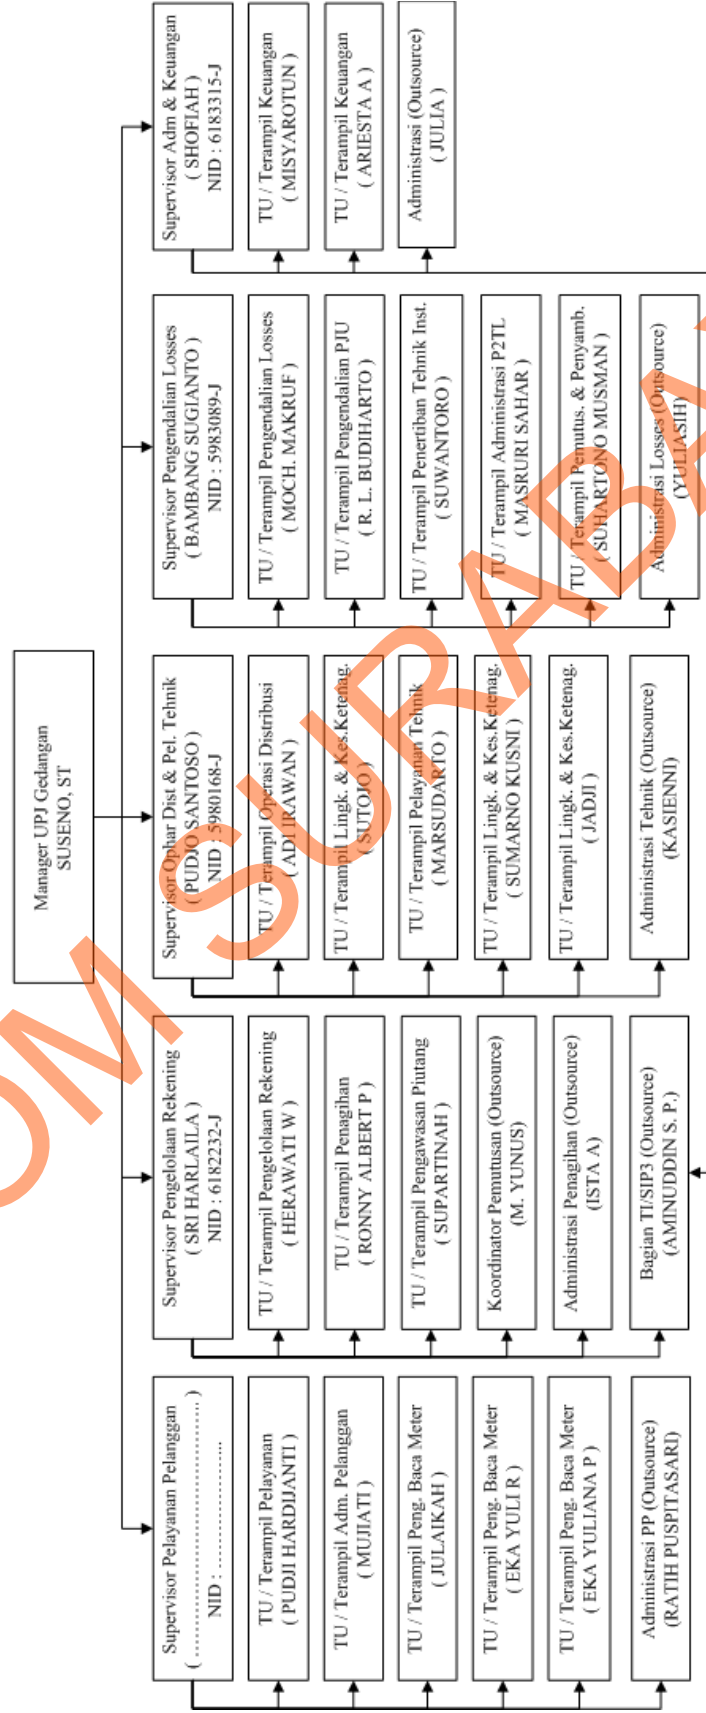 Manager UPJ Gedangan
SUSENO, ST
Supervisor Pelayanan Pelanggan
( ........................................ )
NID : ........................
TU / Terampil Pelayanan
( PUDJI HARDIJANTI )
TU / Terampil Adm. Pelanggan
( MUJIATI )
TU / Terampil Peng. Baca Meter
( JULAIKAH )
TU / Terampil Peng. Baca Meter
( EKA YULI R )
TU / Terampil Peng. Baca Meter
( EKA YULIANA P )
Administrasi PP (Outsource)
(RATIH PUSPITASARI)
Supervisor Pengelolaan Rekening
( SRI HARLAILA )
NID : 6182232-J
TU / Terampil Pengelolaan Rekening
( HERAWATI W )
TU / Terampil Penagihan
( RONNY ALBERT P )
TU / Terampil Pengawasan Piutang
( SUPARTINAH )
Koordinator Pemutusan (Outsource)
(M. YUNUS)
Administrasi Penagihan (Outsource)
(ISTA A)
Bagian TI/SIP3 (Outsource)
(AMINUDDIN S. P.)
Supervisor Ophar Dist & Pel. Tehnik
( PUDJO SANTOSO )
NID : 5980168-J
TU / Terampil Operasi Distribusi
( ADI IRAWAN )
TU / Terampil Lingk. & Kes.Ketenag.
( SUTOJO )
TU / Terampil Pelayanan Tehnik
( MARSUDARTO )
TU / Terampil Lingk. & Kes.Ketenag.
( SUMARNO KUSNI )
TU / Terampil Lingk. & Kes.Ketenag.
( JADJI )
Administrasi Tehnik (Outsource)
(KASIENNI)
Supervisor Pengendalian Losses
( BAMBANG SUGIANTO )
NID : 5983089-J
TU / Terampil Pengendalian Losses
( MOCH. MAKRUF )
TU / Terampil Pengendalian PJU
( R. L. BUDIHARTO )
TU / Terampil Penertiban Tehnik Inst.
( SUWANTORO )
TU / Terampil Administrasi P2TL
( MASRURI SAHAR )
TU / Terampil Pemutus. & Penyamb.
( SUHARTONO MUSMAN )
Administrasi Losses (Outsource)
(YULIASIH)
Supervisor Adm & Keuangan
( SHOFIAH )
NID : 6183315-J
TU / Terampil Keuangan
( MISYAROTUN )
TU / Terampil Keuangan
( ARIESTA A )
Administrasi (Outsource)
( JULIA )
OM SURABA